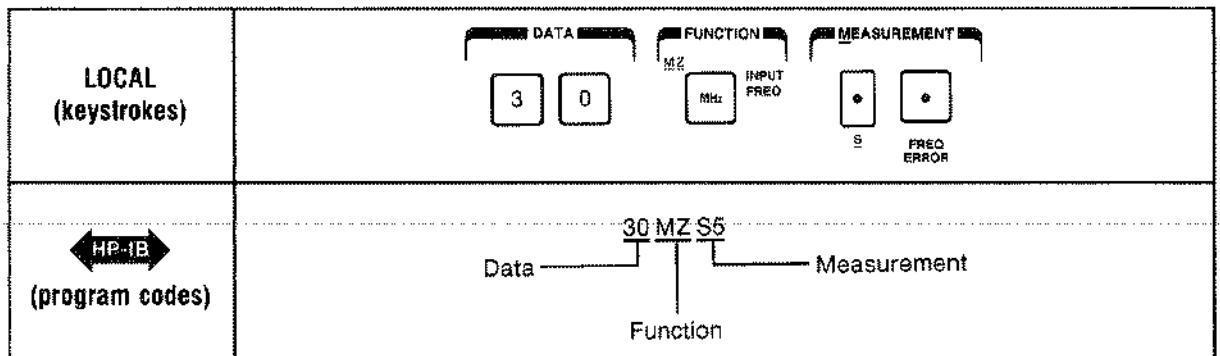 LOCAL
(keystrokes)
DATA
3 0
FUNCTION
MZ
MHz
INPUT
FREQ
MEASUREMENT
S
FREQ
ERROR
HP-IB
(program codes)
30 MZ S5
Data
Measurement
Function